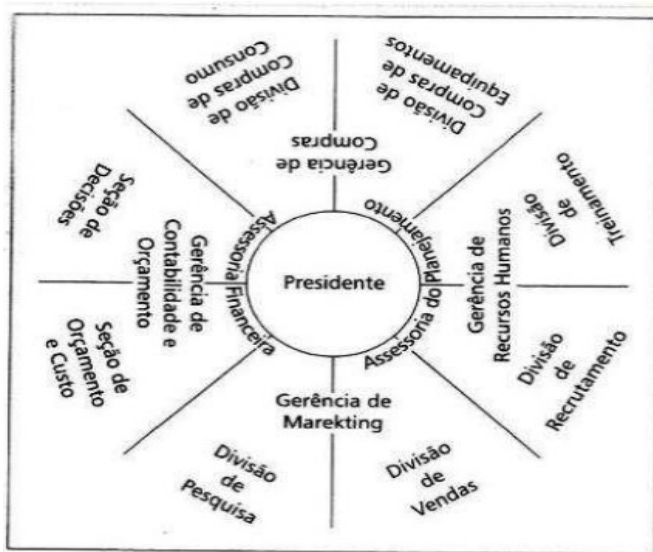 Divisão de
Compras de
Consumo
Divisão de
Compras de
Equipamentos
Gerência de
Compras
Seção de
Decisões
Divisão
de
Treinamento
Assessoria Financeira
Assessoria do Planejamento
Gerência de
Contabilidade e
Orçamento
Presidente
Gerência de
Recursos Humanos
Seção de
Orçamento
e Custo
Divisão
de
Recrutamento
Gerência de
Marekting
Divisão
de
Pesquisa
Divisão
de
Vendas